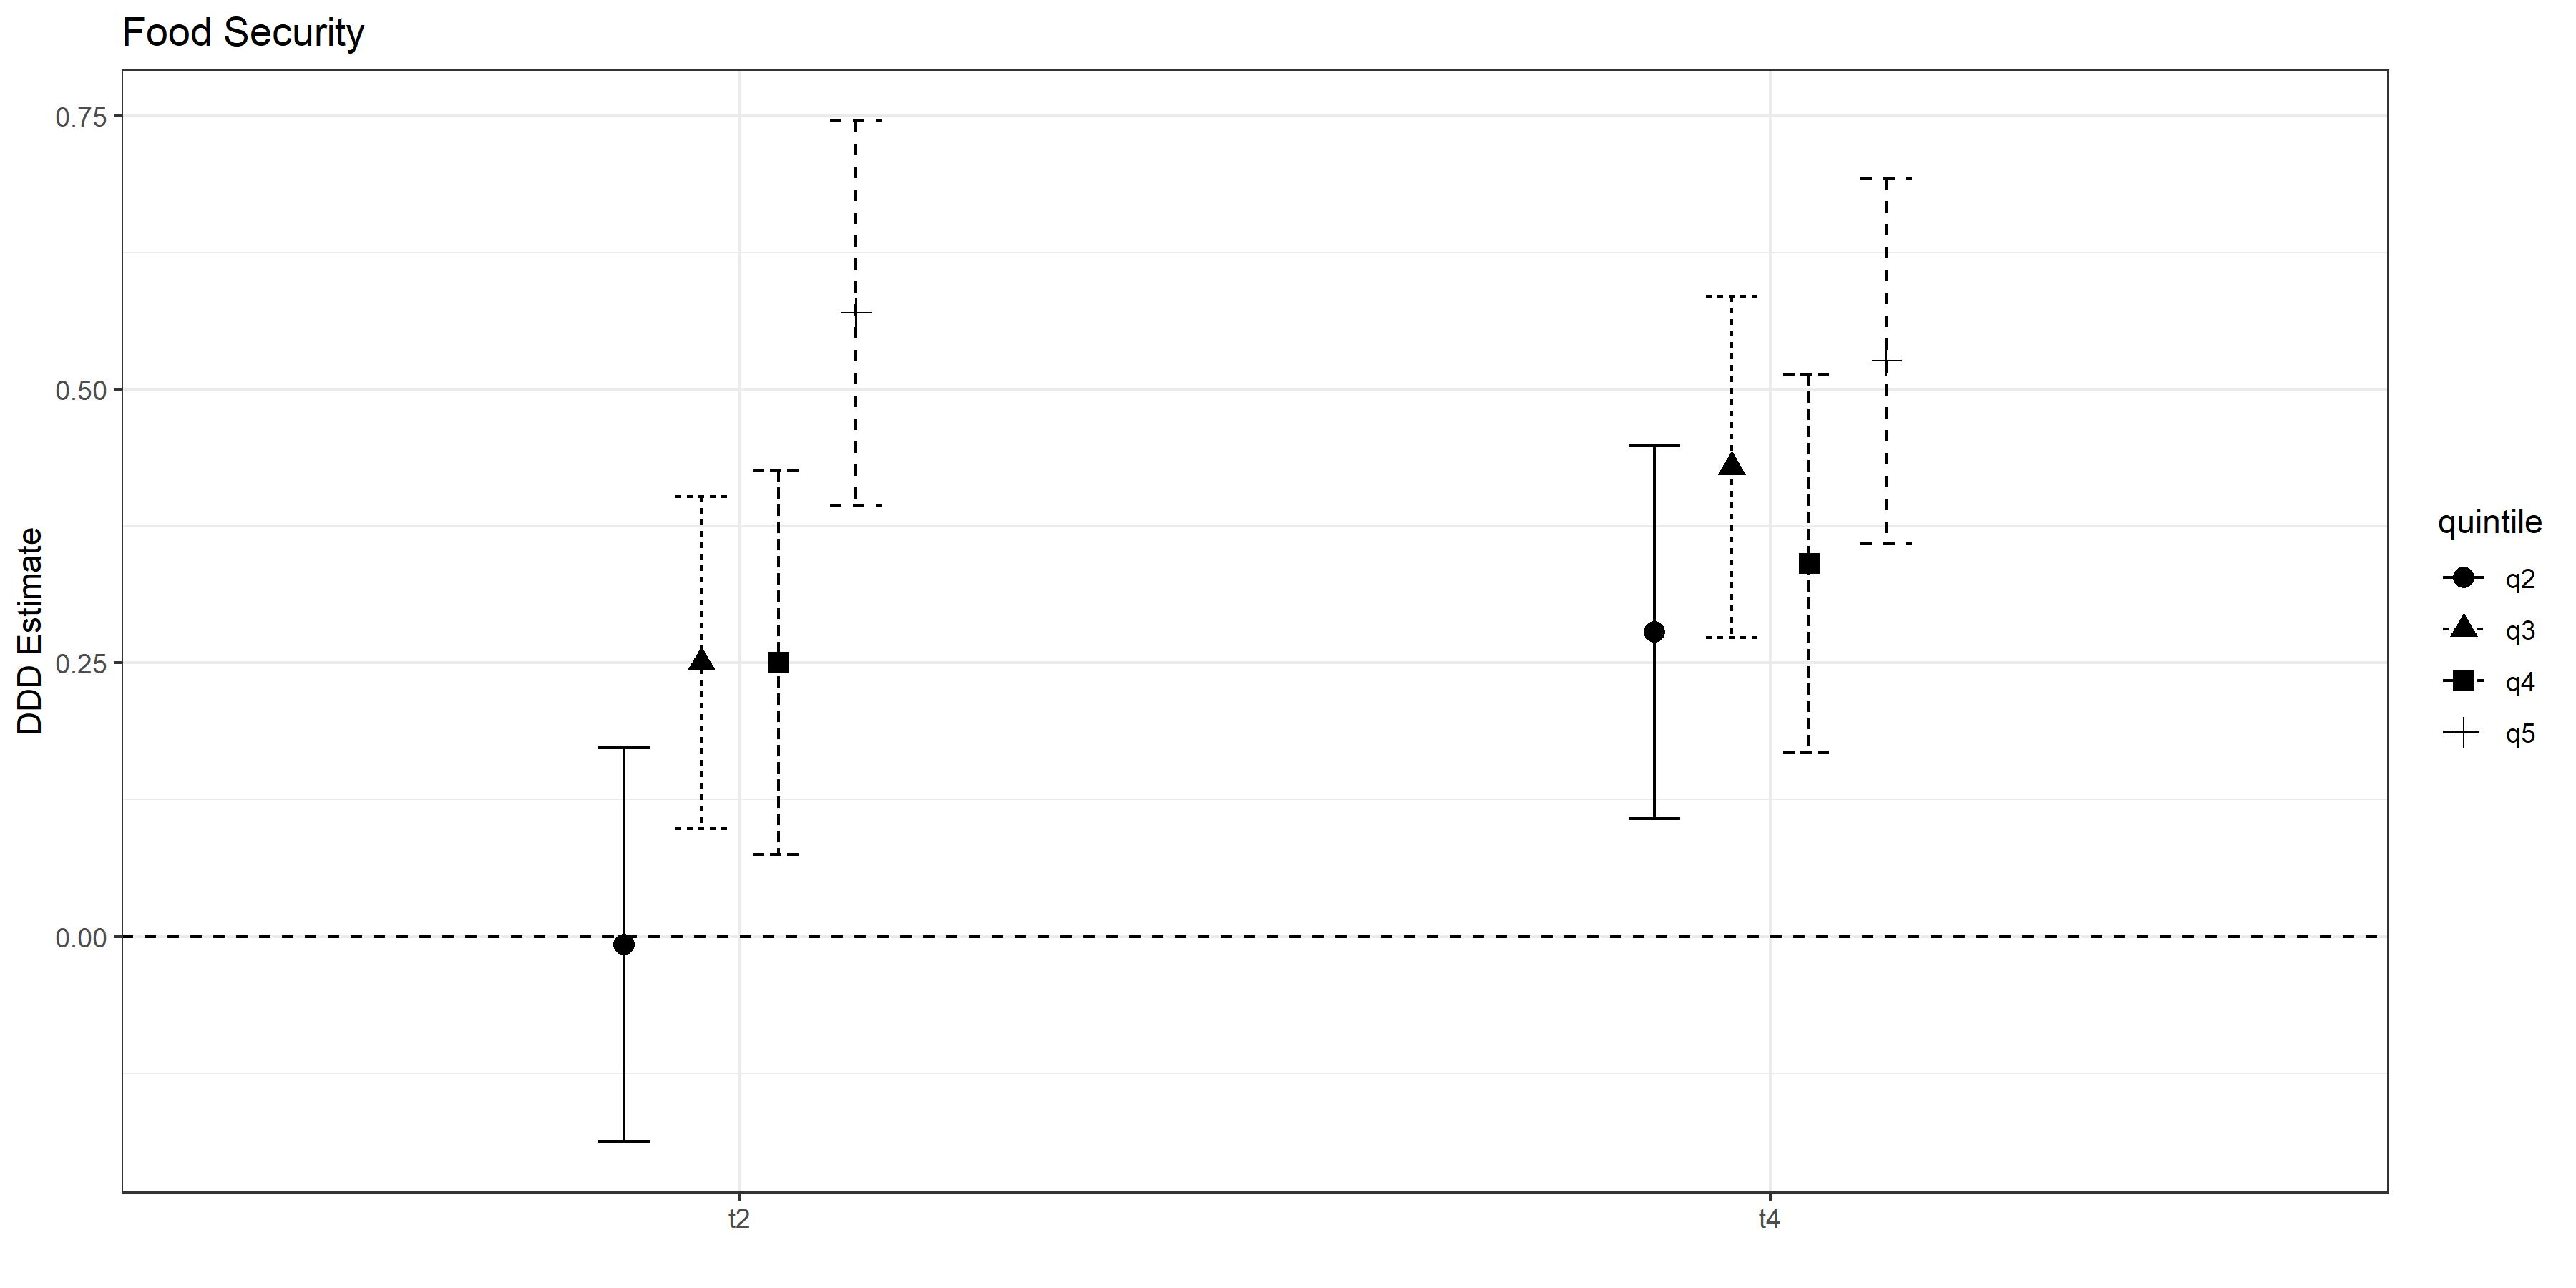 Food Security
0.75
0.50
0.25
0.00
DDD Estimate
t2
t4
quintile
q2
q3
q4
q5